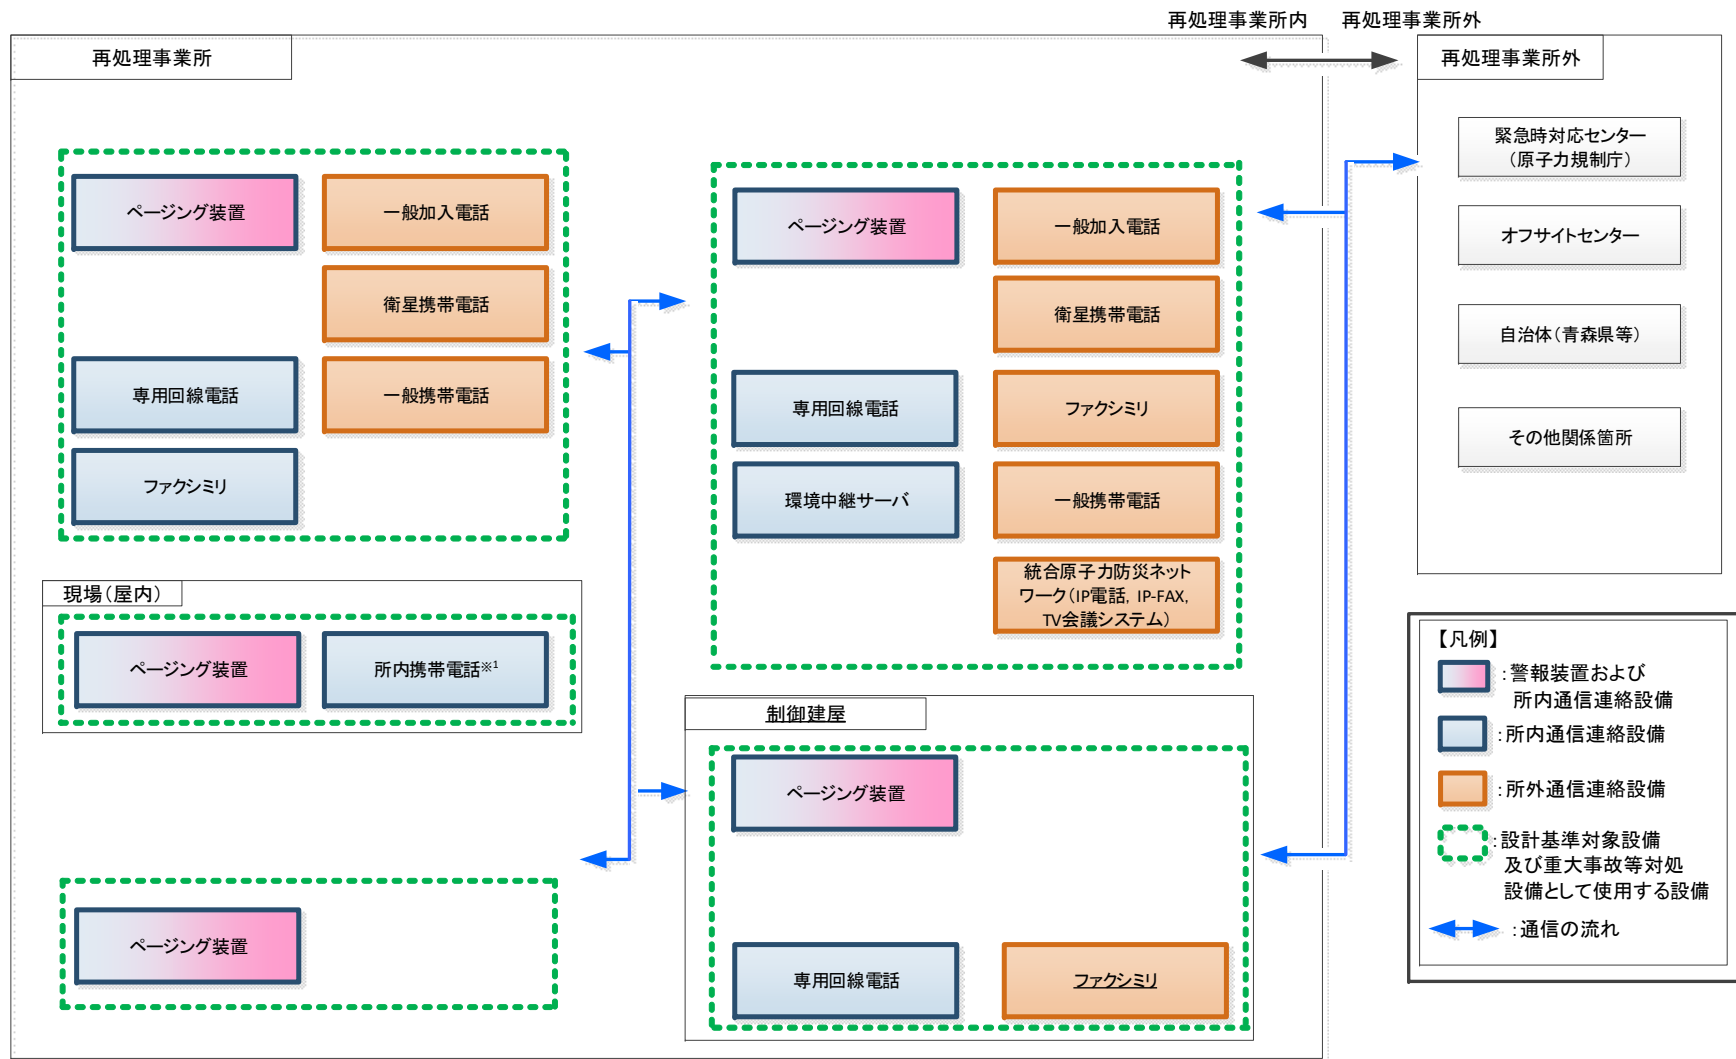 再処理事業所内
再処理事業所外
再処理事業所
再処理事業所外
ページング装置
一般加入電話
衛星携帯電話
専用回線電話
一般携帯電話
ファクシミリ
現場(屋内)
ページング装置
所内携帯電話※1
ページング装置
ページング装置
一般加入電話
衛星携帯電話
専用回線電話
ファクシミリ
環境中継サーバ
一般携帯電話
統合原子力防災ネット
ワーク(IP電話, IP-FAX,
TV会議システム)
制御建屋
ページング装置
専用回線電話
ファクシミリ
緊急時対応センター
(原子力規制庁)
オフサイトセンター
自治体(青森県等)
その他関係箇所
【凡例】
:警報装置および
所内通信連絡設備
:所内通信連絡設備
:所外通信連絡設備
:設計基準対象設備
及び重大事故等対処
設備として使用する設備
:通信の流れ